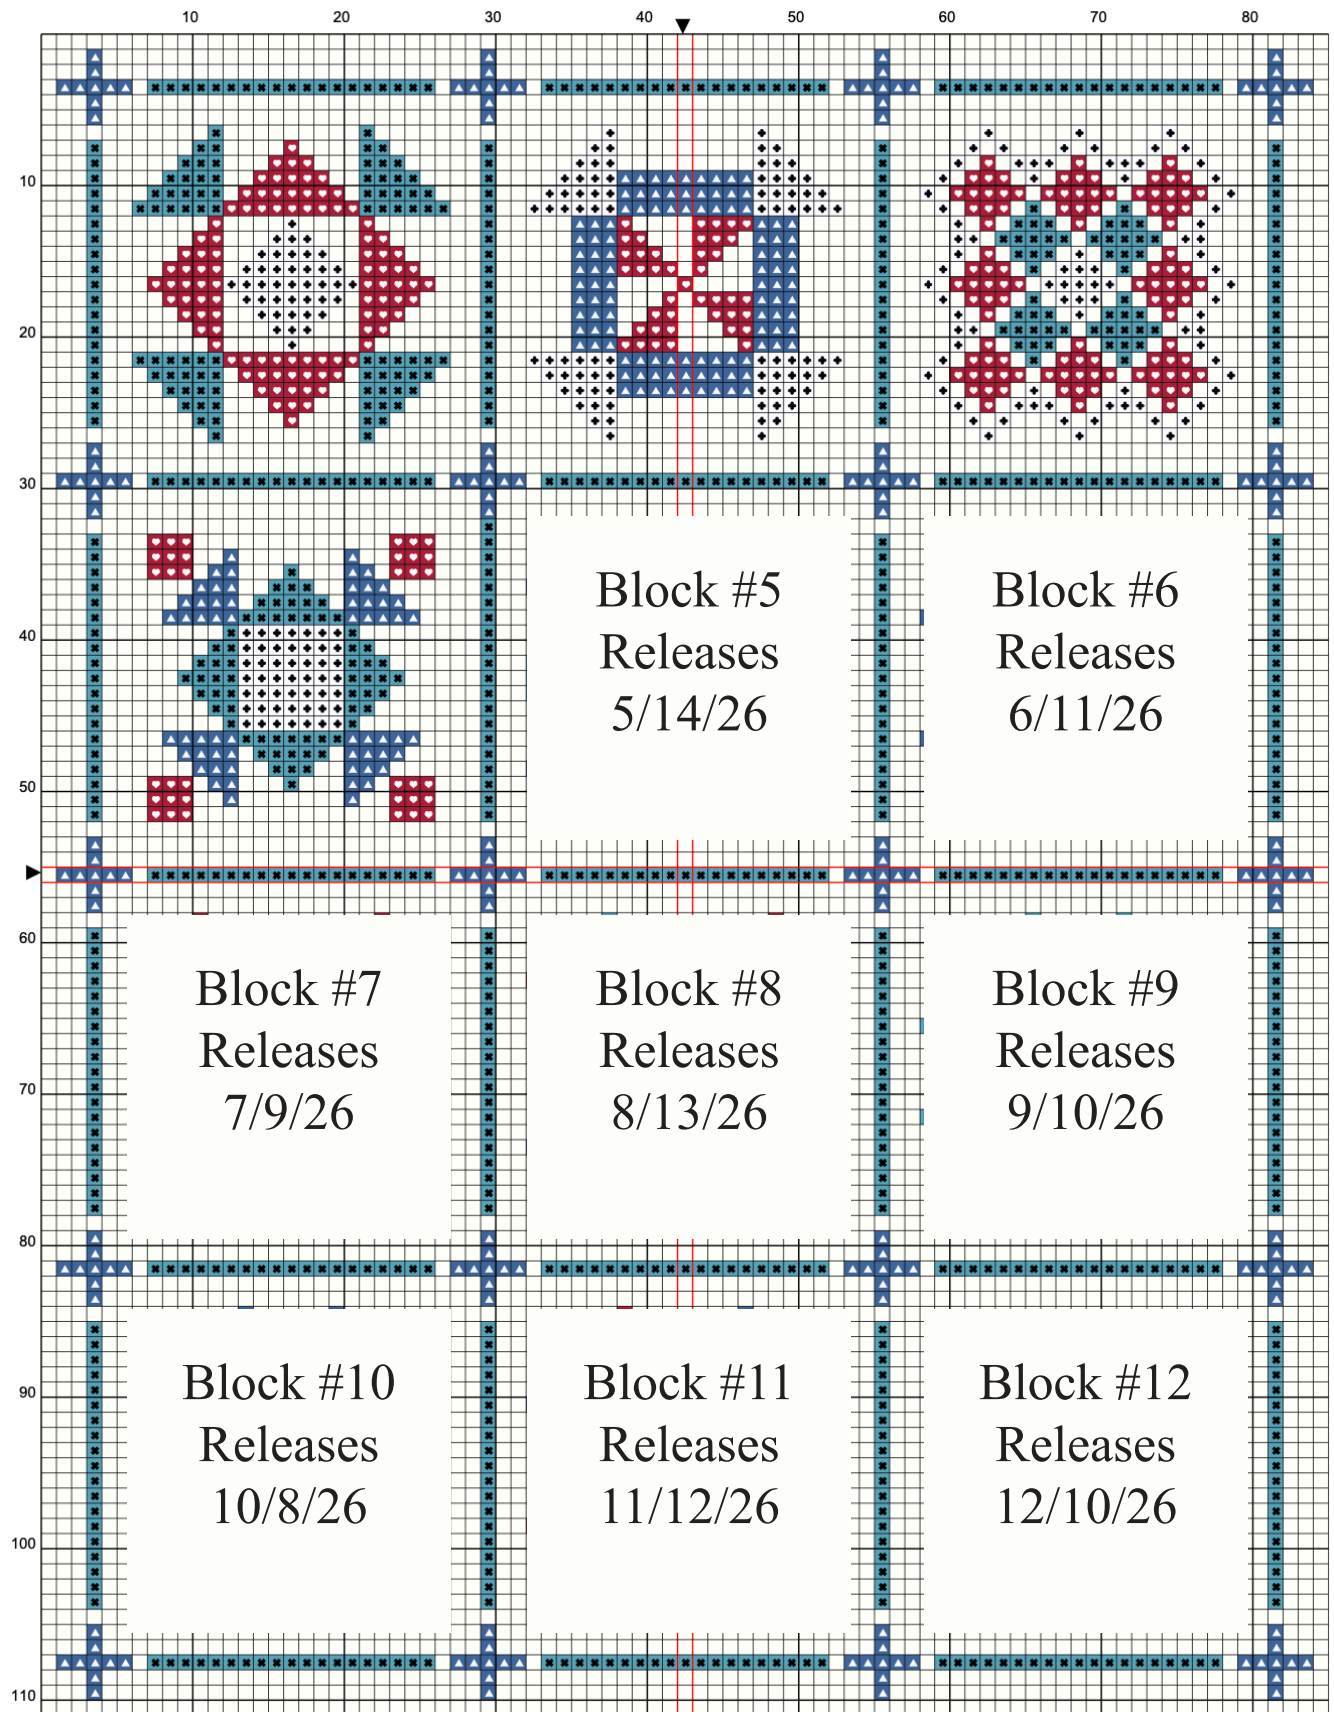 10 20 30 40 50 60 70 80
10
20
30
40
Block #5
Releases
5/14/26
Block #6
Releases
6/11/26
50
60
Block #7
Releases
7/9/26
Block #8
Releases
8/13/26
Block #9
Releases
9/10/26
70
80
90
Block #10
Releases
10/8/26
Block #11
Releases
11/12/26
Block #12
Releases
12/10/26
100
110